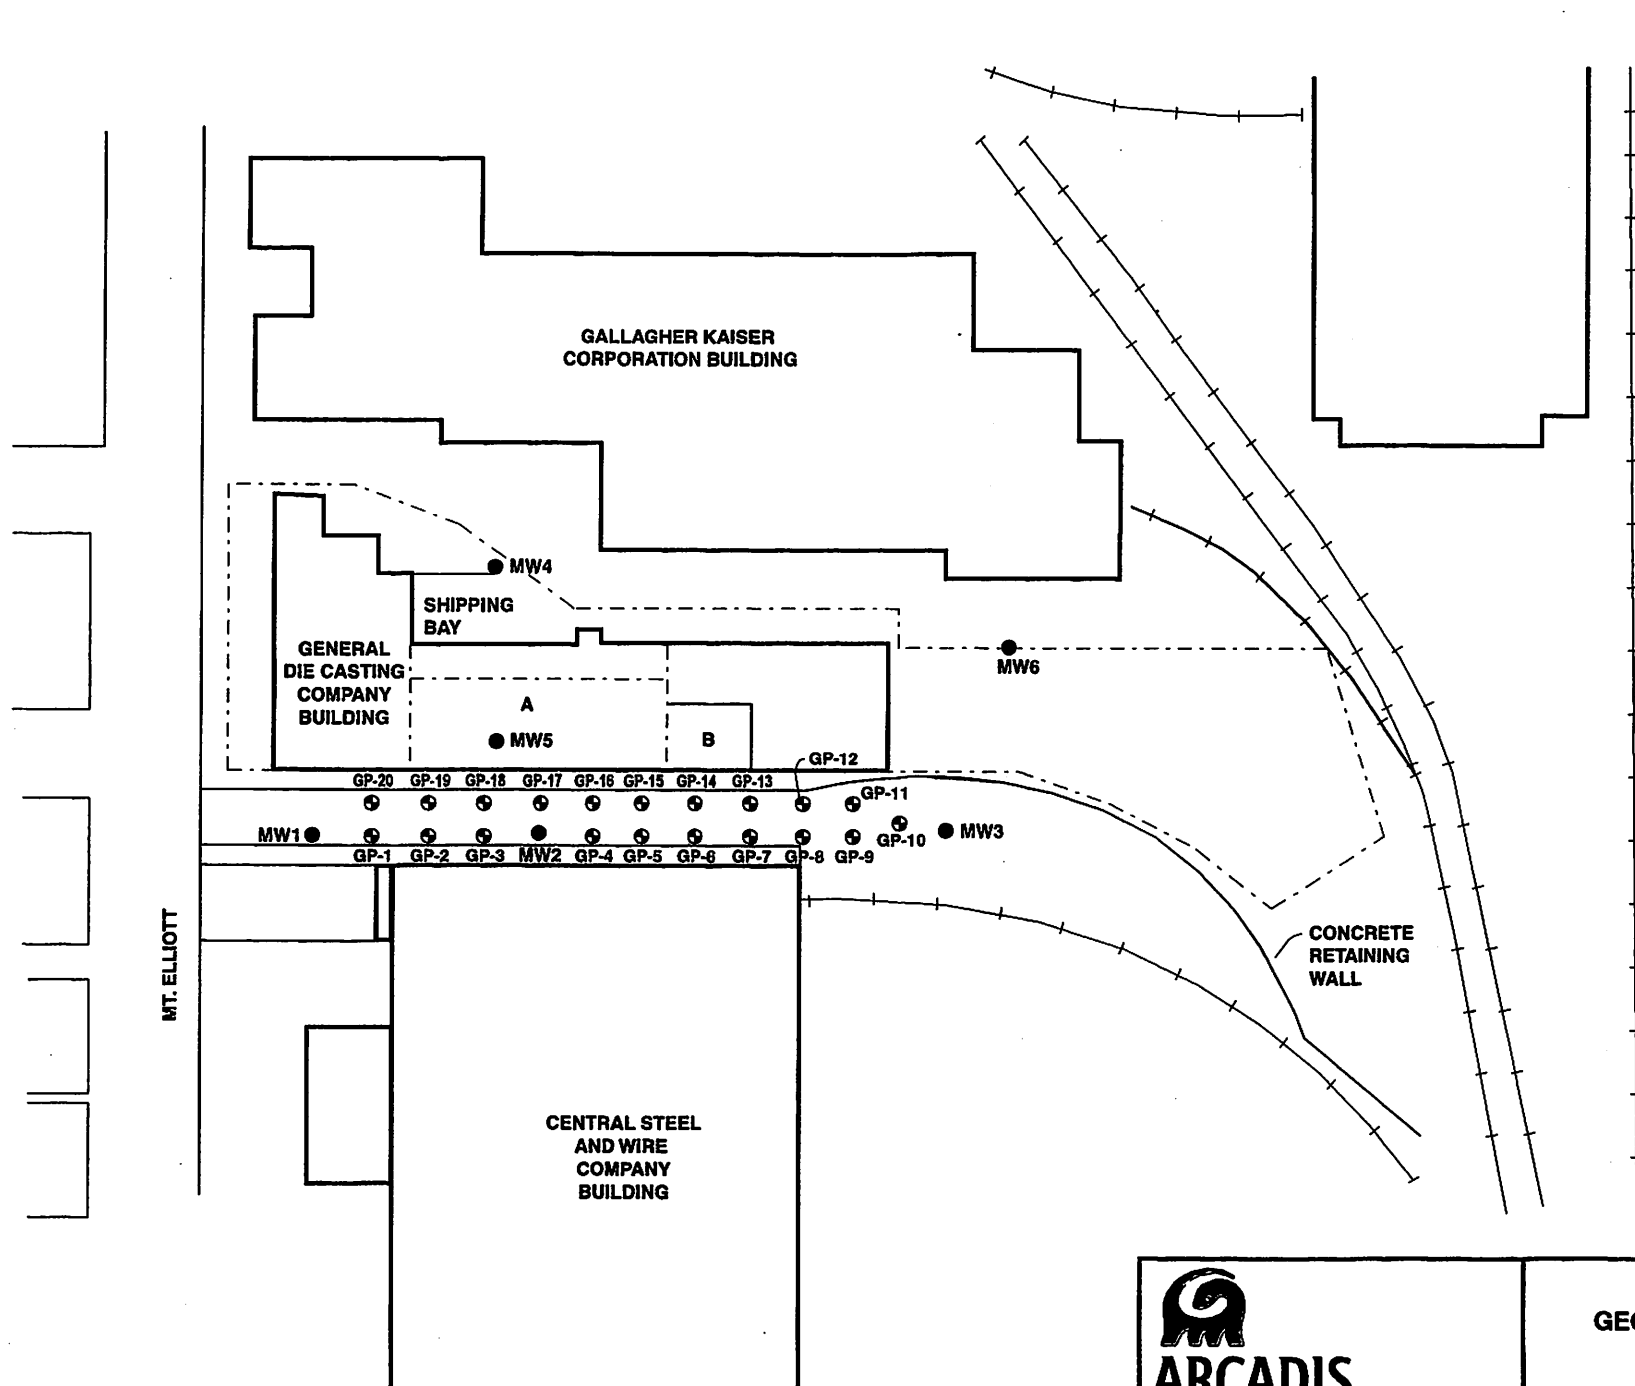 GALLAGHER KAISER
CORPORATION BUILDING
MW4
SHIPPING
BAY
GENERAL
DIE CASTING
COMPANY
BUILDING
MW6
A
MW5
B
GP-12
GP-20 GP-19 GP-18 GP-17 GP-16 GP-15 GP-14 GP-13
GP-11
MW1
MW3
GP-10
GP-1 GP-2 GP-3 MW2 GP-4 GP-5 GP-6 GP-7 GP-8 GP-9
MT. ELLIOTT
CONCRETE
RETAINING
WALL
CENTRAL STEEL
AND WIRE
COMPANY
BUILDING
ARCADIS